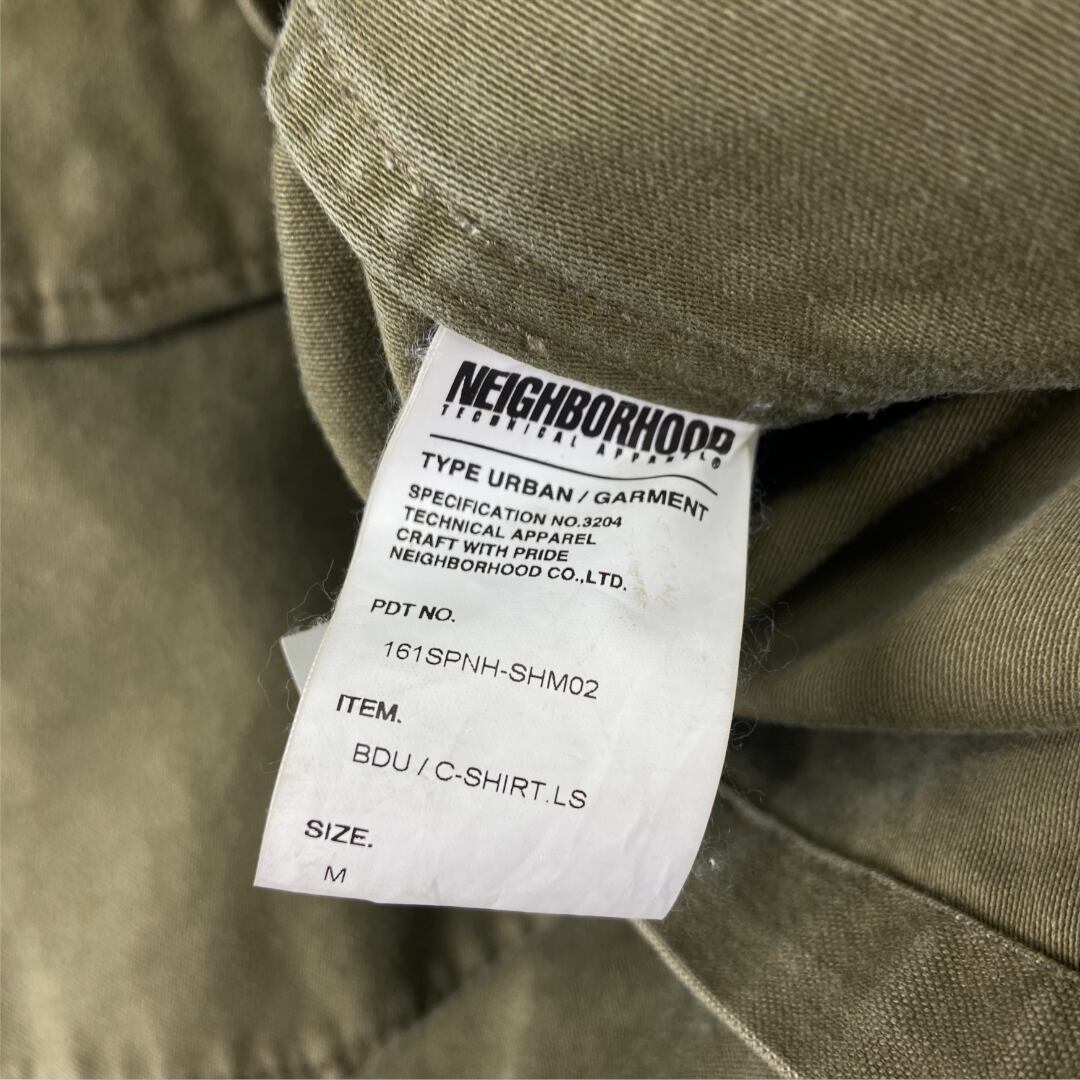 NEIGHBORHOOD
TECHNICAL APPAREL®
TYPE URBAN / GARMENT
SPECIFICATION NO.3204
TECHNICAL APPAREL
CRAFT WITH PRIDE
NEIGHBORHOOD CO.,LTD.
PDT NO.
161SPNH-SHM02
ITEM.
BDU / C-SHIRT.LS
SIZE.
M